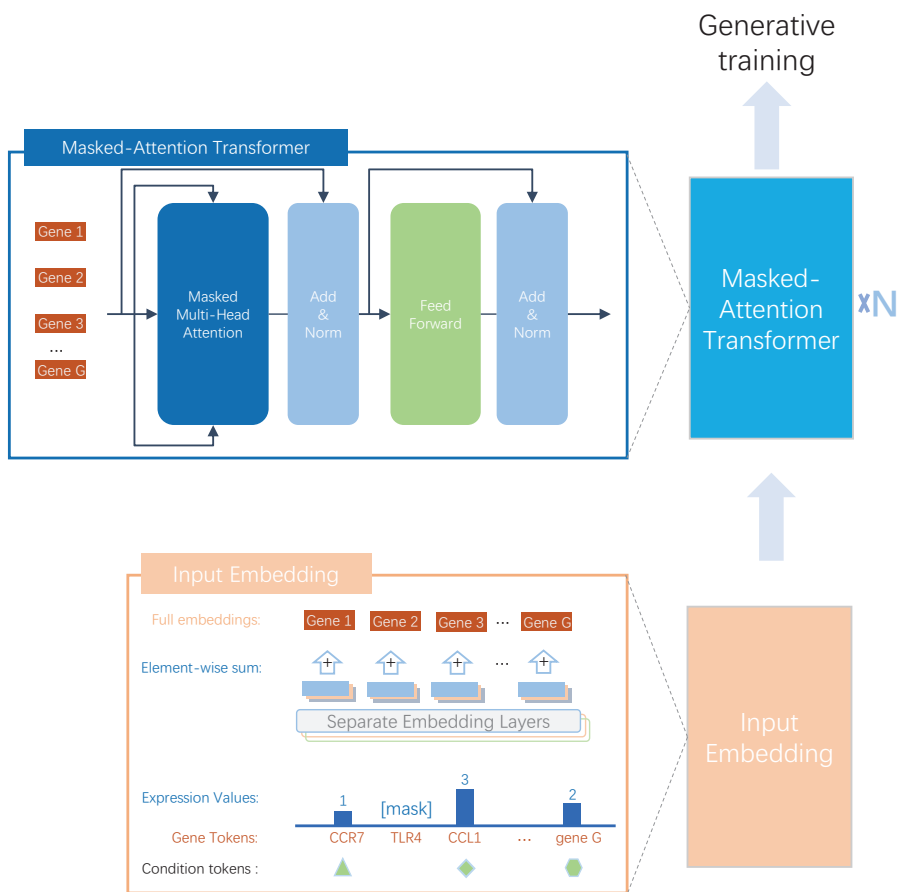 Generative
training
Masked-Attention Transformer
Gene 1
Gene 2
Gene 3
...
Gene G
Masked
Multi-Head
Attention
Add
&
Norm
Feed
Forward
Add
&
Norm
Masked-
Attention
Transformer
×N
Input Embedding
Full embeddings:
Gene 1 Gene 2 Gene 3 ... Gene G
Element-wise sum:
+ + + ... +
Separate Embedding Layers
Expression Values:
1 [mask] 3 2
Gene Tokens:
CCR7 TLR4 CCL1 ... gene G
Condition tokens :
Input
Embedding